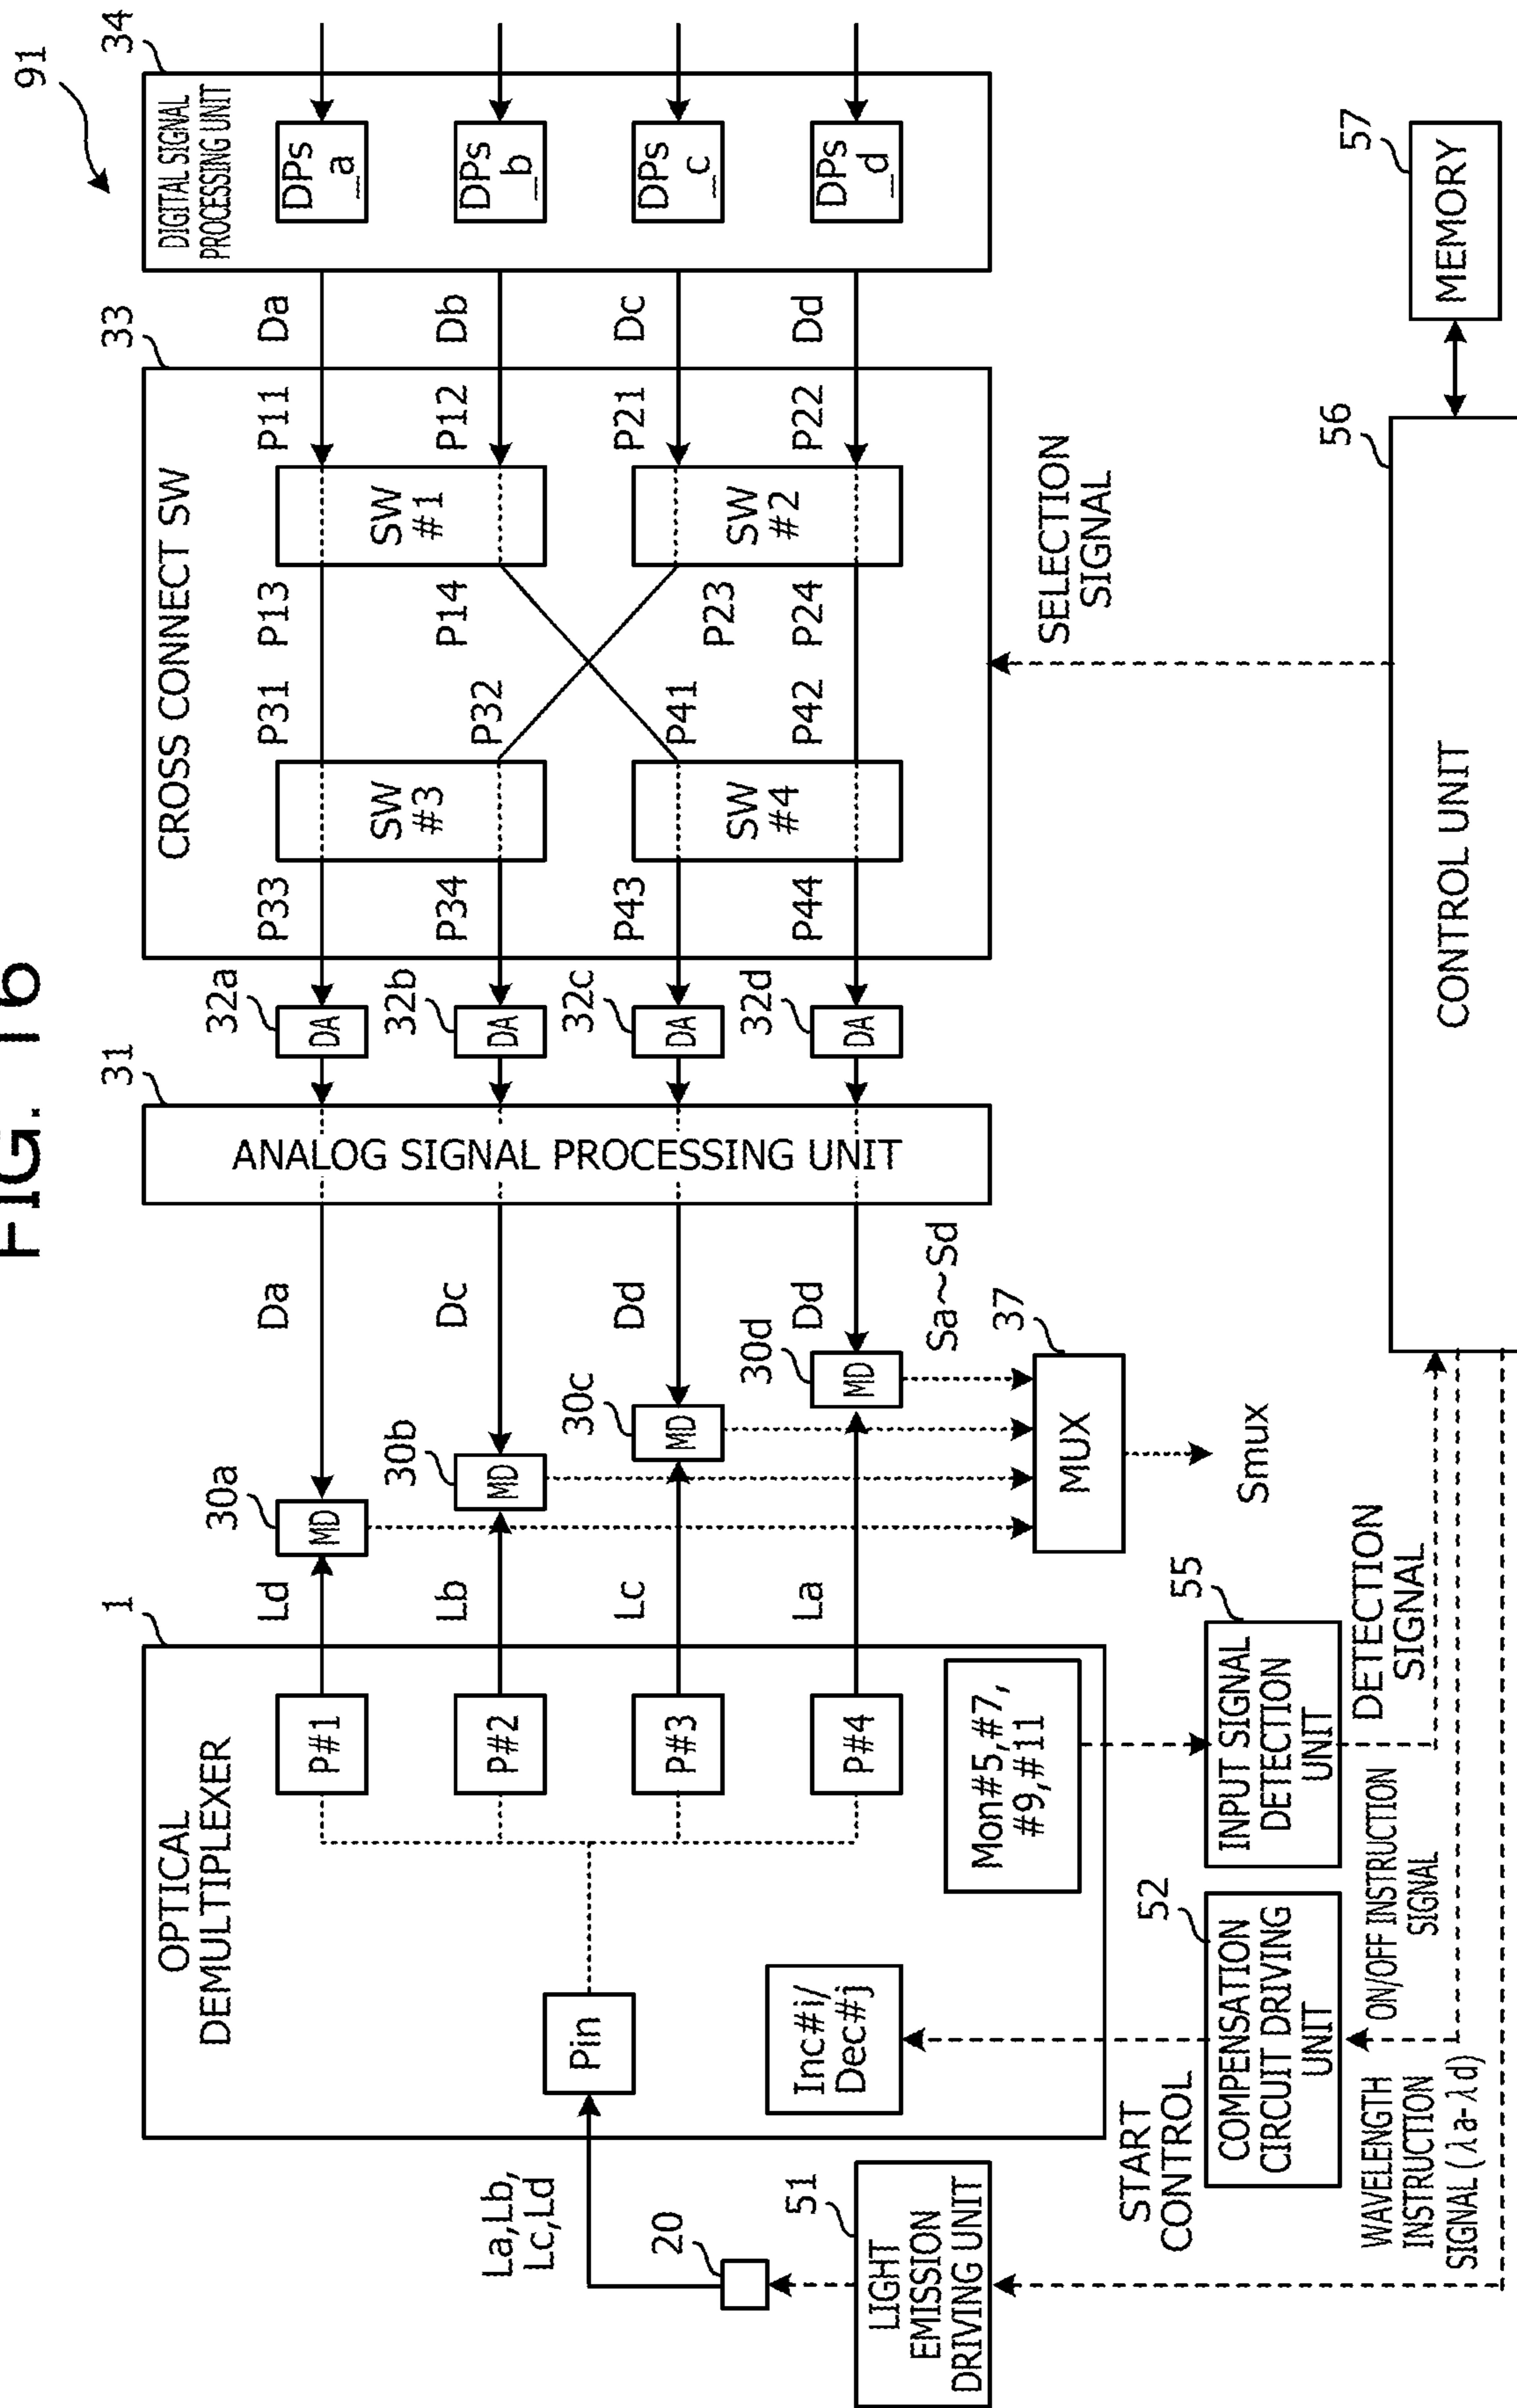 FIG. 16
91
OPTICAL
DEMULTIPLEXER
1
La,Lb,
Lc,Ld
20
Pin
P#1
P#2
P#3
P#4
Inc#i/
Dec#j
Mon#5,#7,
#9,#11
Ld
Lb
Lc
La
30a
MD
30b
MD
30c
MD
30d
MD
Da
Dc
Dd
Dd
Sa~Sd
37
MUX
Smux
31
ANALOG SIGNAL PROCESSING UNIT
32a
DA
32b
DA
32c
DA
32d
DA
33
CROSS CONNECT SW
P33
P31
P13
P11
P34
P32
P14
P12
P43
P41
P23
P21
P44
P42
P24
P22
SW
#3
SW
#1
SW
#4
SW
#2
Da
Db
Dc
Dd
34
DIGITAL SIGNAL
PROCESSING UNIT
DPs
_a
DPs
_b
DPs
_c
DPs
_d
SELECTION
SIGNAL
51
LIGHT
EMISSION
DRIVING UNIT
START
CONTROL
52
COMPENSATION
CIRCUIT DRIVING
UNIT
55
INPUT SIGNAL
DETECTION
UNIT
DETECTION
SIGNAL
WAVELENGTH
INSTRUCTION
SIGNAL (λa-λd)
ON/OFF INSTRUCTION
SIGNAL
56
CONTROL UNIT
57
MEMORY